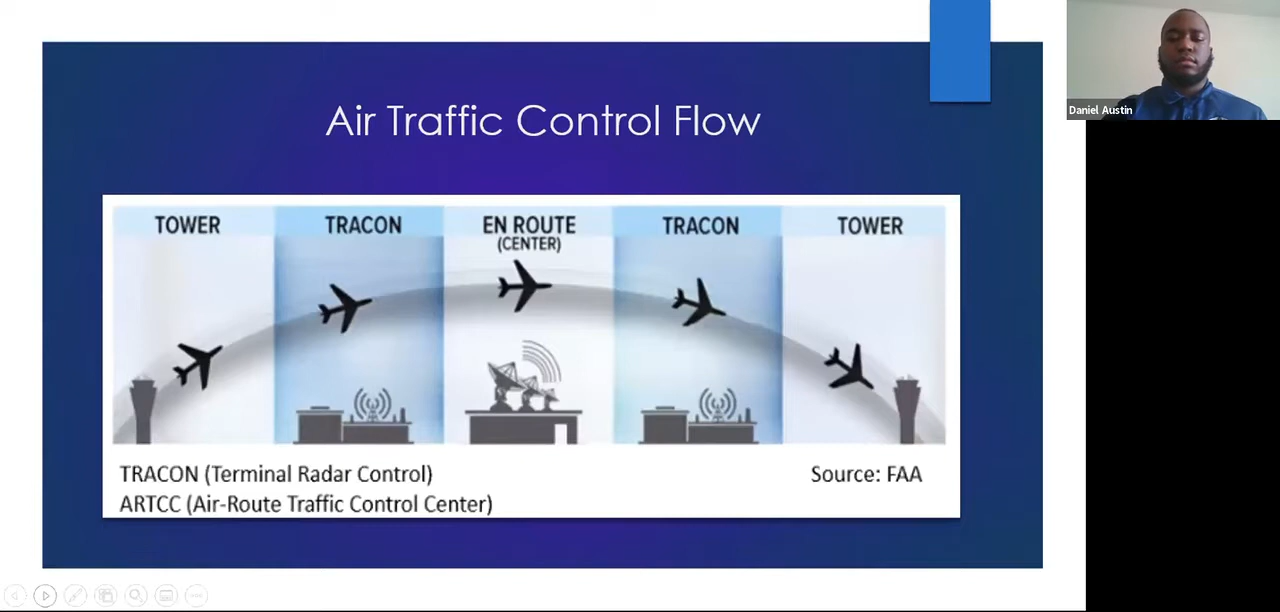 Air Traffic Control Flow
TOWER
TRACON
EN ROUTE
(CENTER)
TRACON
TOWER
TRACON (Terminal Radar Control)
Source: FAA
ARTCC (Air-Route Traffic Control Center)
Daniel Austin